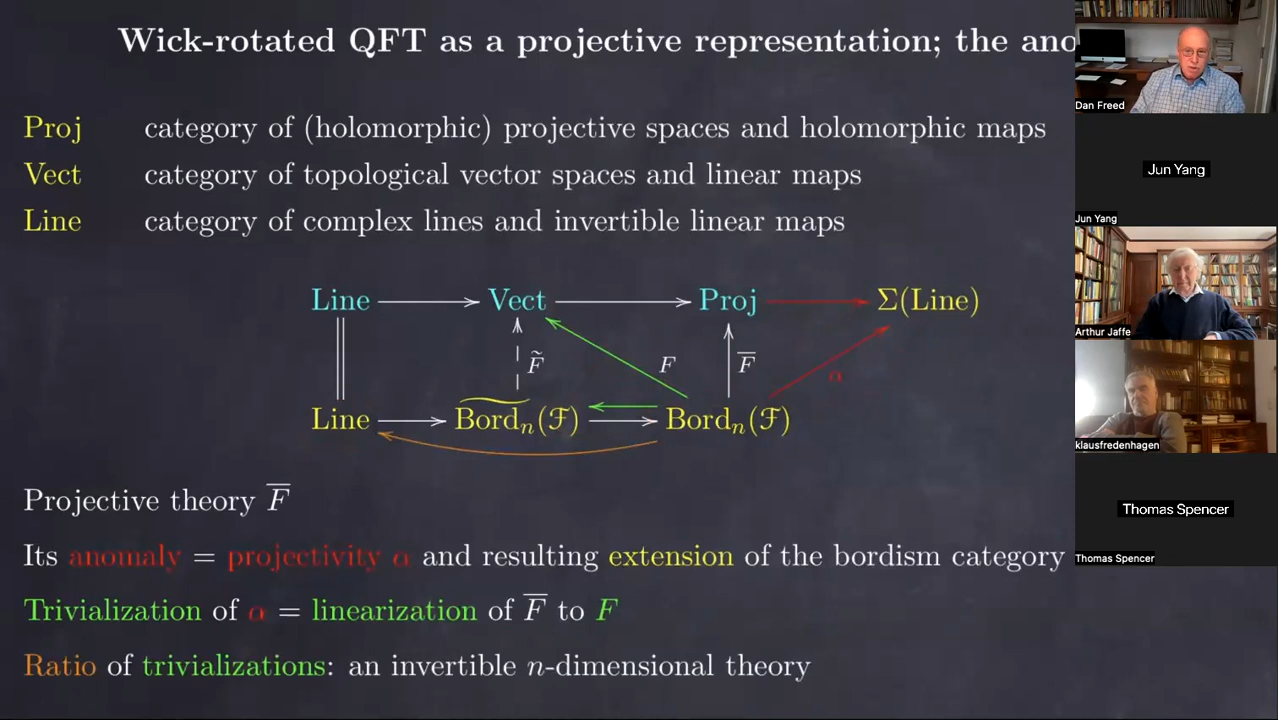 Wick-rotated QFT as a projective representation; the ano
Proj category of (holomorphic) projective spaces and holomorphic maps
Vect category of topological vector spaces and linear maps
Line category of complex lines and invertible linear maps
Line Vect Proj Σ(Line)
F̃ F F̅ α
Line Bord̃ₙ(ℱ) Bordₙ(ℱ)
Projective theory F̅
Its anomaly = projectivity α and resulting extension of the bordism category
Trivialization of α = linearization of F̅ to F
Ratio of trivializations: an invertible n-dimensional theory
Dan Freed
Jun Yang
Jun Yang
Arthur Jaffe
klausfredenhagen
Thomas Spencer
Thomas Spencer